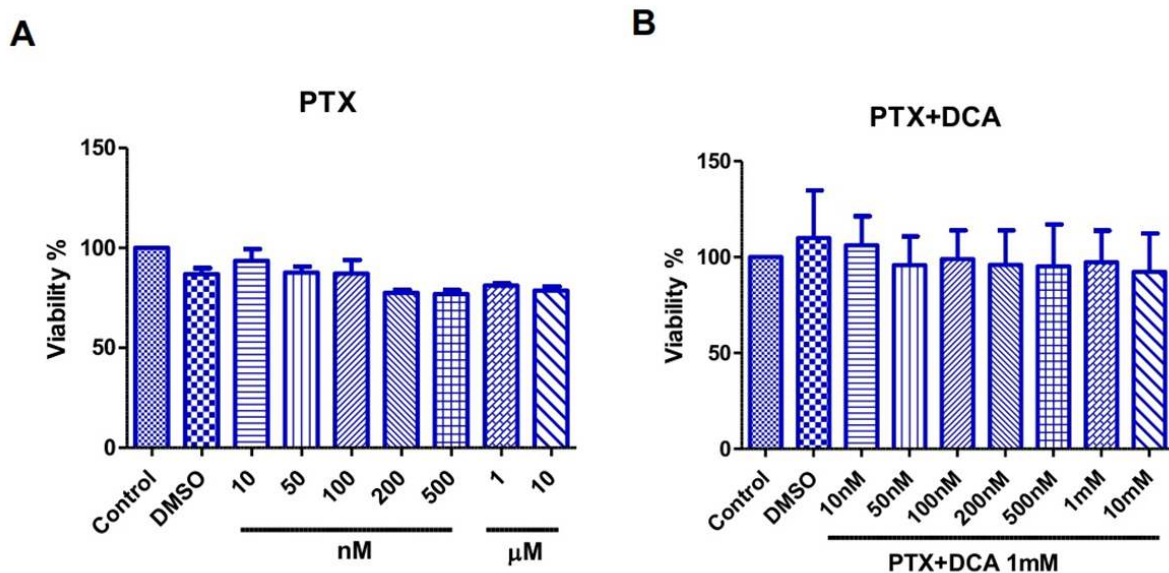 A
PTX
Viability %
150
100
50
0
Control
DMSO
10
50
100
200
500
1
10
nM
μM
B
PTX+DCA
Viability %
150
100
50
0
Control
DMSO
10nM
50nM
100nM
200nM
500nM
1mM
10mM
PTX+DCA 1mM